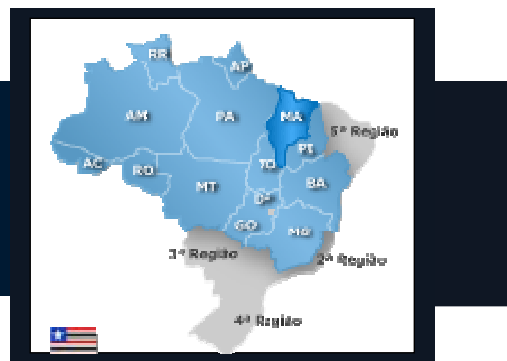 RR
AP
AM
PA
MA
5ª Região
PI
TO
AC
RO
BA
MT
DF
GO
MG
3ª Região
2ª Região
4ª Região